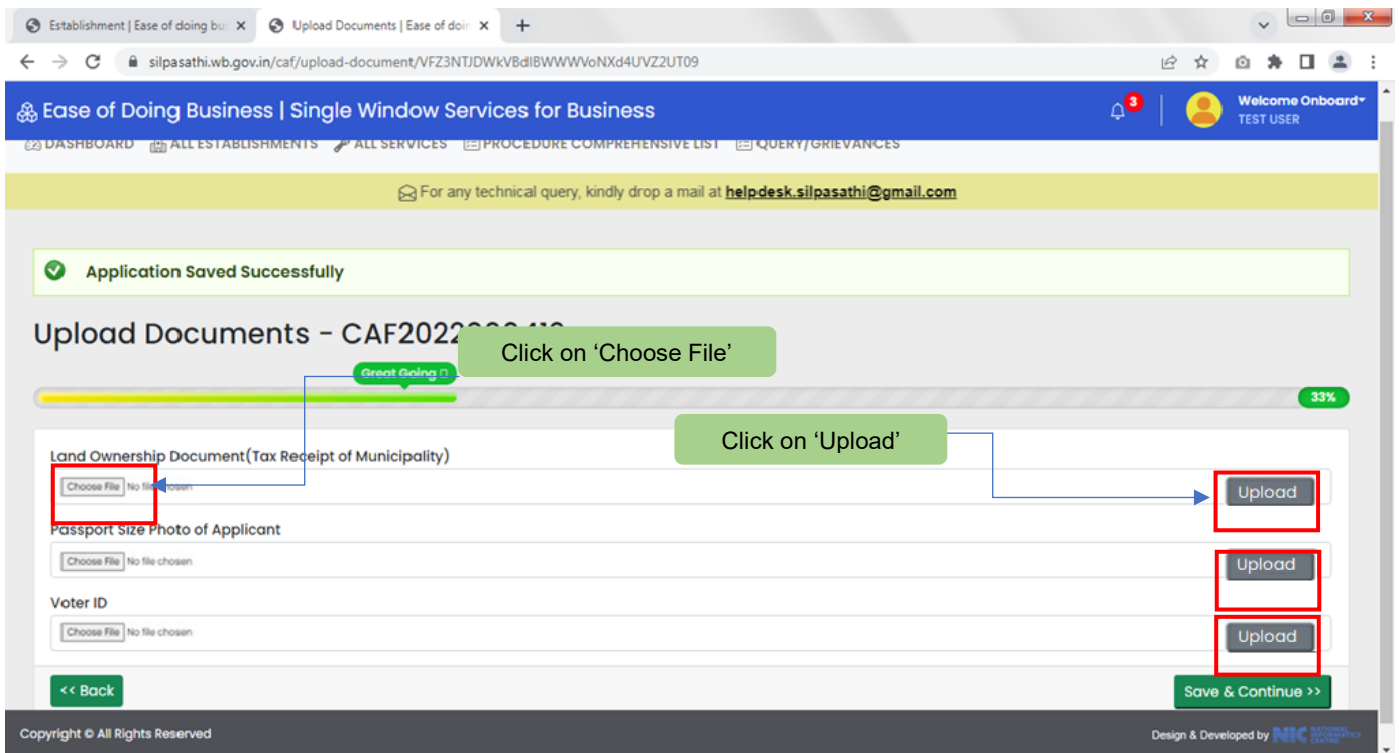 Establishment | Ease of doing bu
Upload Documents | Ease of doin
silpasathi.wb.gov.in/caf/upload-document/VFZ3NTJDWkVBdlBWWWVoNXd4UVZ2UT09
Ease of Doing Business | Single Window Services for Business
3
Welcome Onboard
TEST USER
DASHBOARD ALL ESTABLISHMENTS ALL SERVICES PROCEDURE COMPREHENSIVE LIST QUERY/GRIEVANCES
For any technical query, kindly drop a mail at helpdesk.silpasathi@gmail.com
Application Saved Successfully
Upload Documents - CAF2022
Click on ‘Choose File’
Great Going
33%
Click on ‘Upload’
Land Ownership Document(Tax Receipt of Municipality)
Choose File No file chosen
Upload
Passport Size Photo of Applicant
Choose File No file chosen
Upload
Voter ID
Choose File No file chosen
Upload
<< Back
Save & Continue >>
Copyright © All Rights Reserved
Design & Developed by NIC NATIONAL INFORMATICS CENTRE